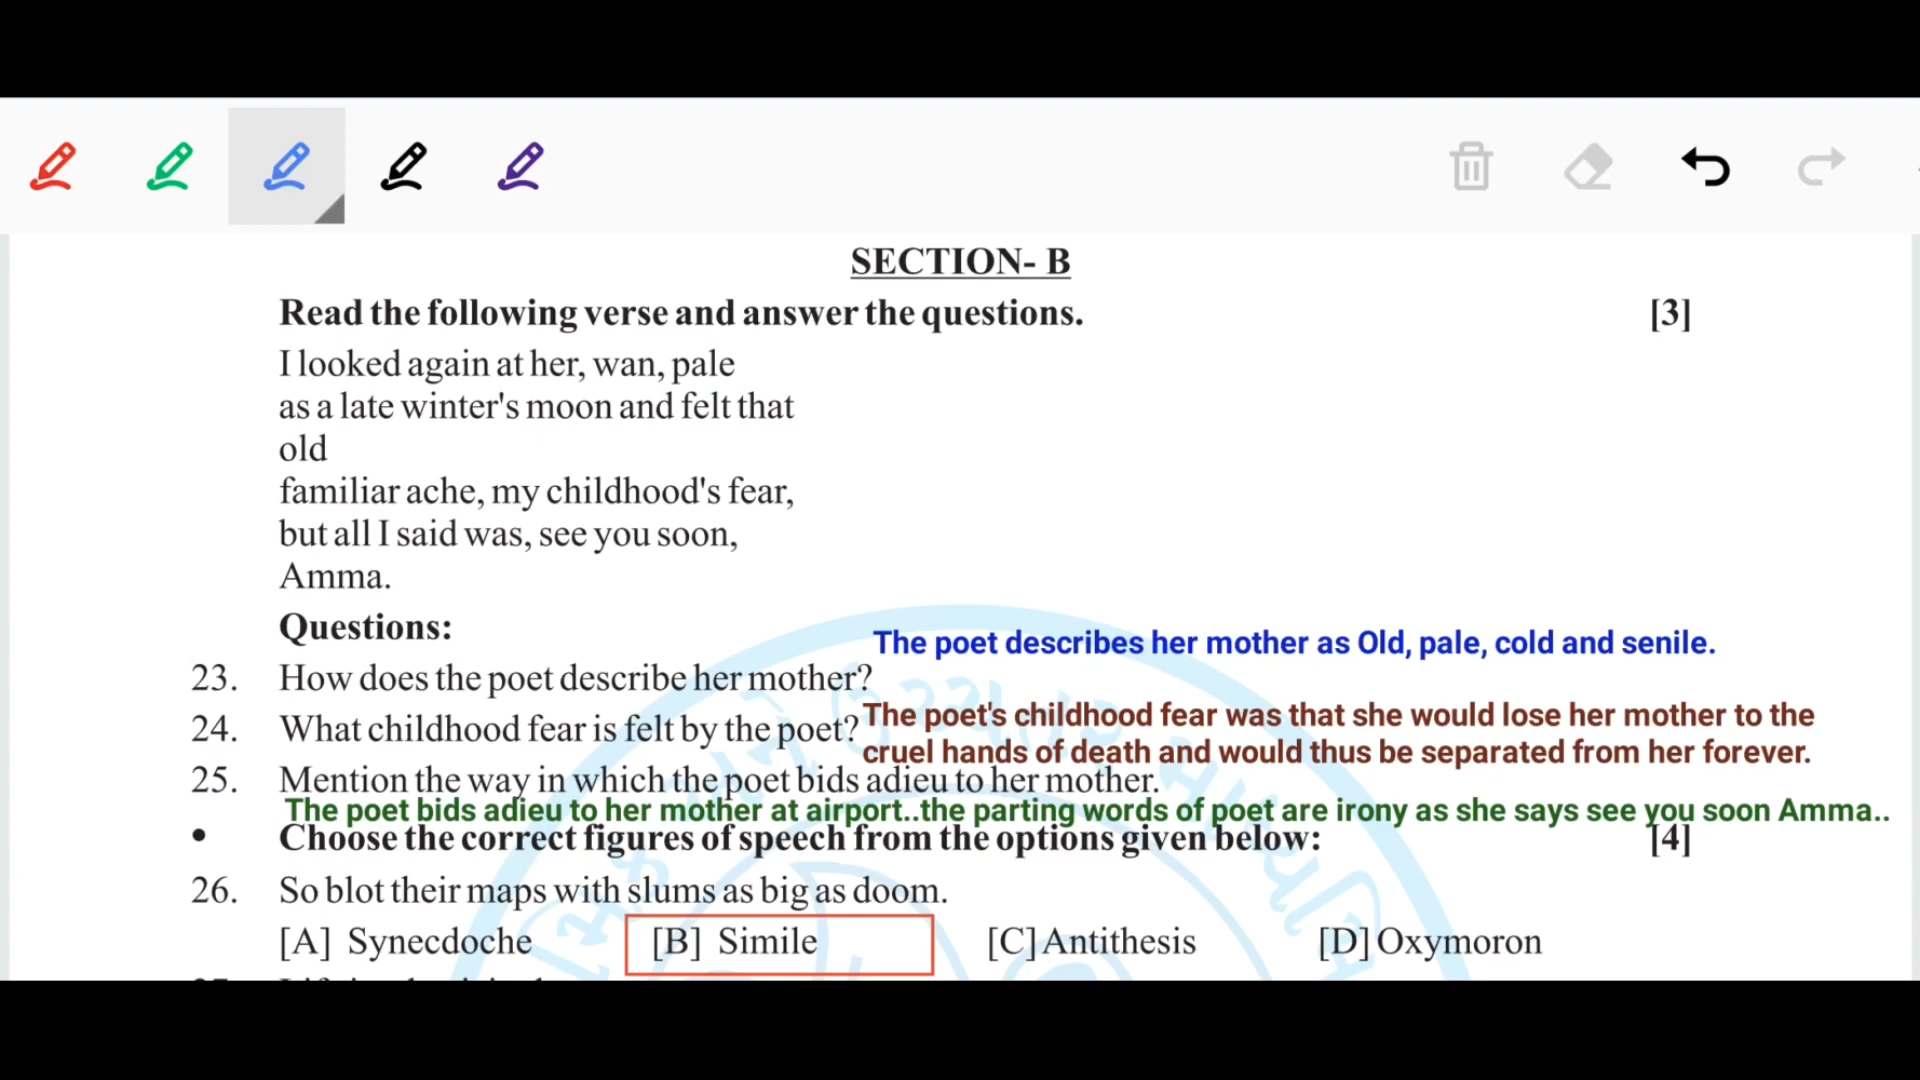 SECTION- B
Read the following verse and answer the questions. [3]
I looked again at her, wan, pale
as a late winter's moon and felt that
old
familiar ache, my childhood's fear,
but all I said was, see you soon,
Amma.
Questions:
The poet describes her mother as Old, pale, cold and senile.
23. How does the poet describe her mother?
24. What childhood fear is felt by the poet? The poet's childhood fear was that she would lose her mother to the
cruel hands of death and would thus be separated from her forever.
25. Mention the way in which the poet bids adieu to her mother.
The poet bids adieu to her mother at airport..the parting words of poet are irony as she says see you soon Amma..
• Choose the correct figures of speech from the options given below: [4]
26. So blot their maps with slums as big as doom.
[A] Synecdoche [B] Simile [C] Antithesis [D] Oxymoron